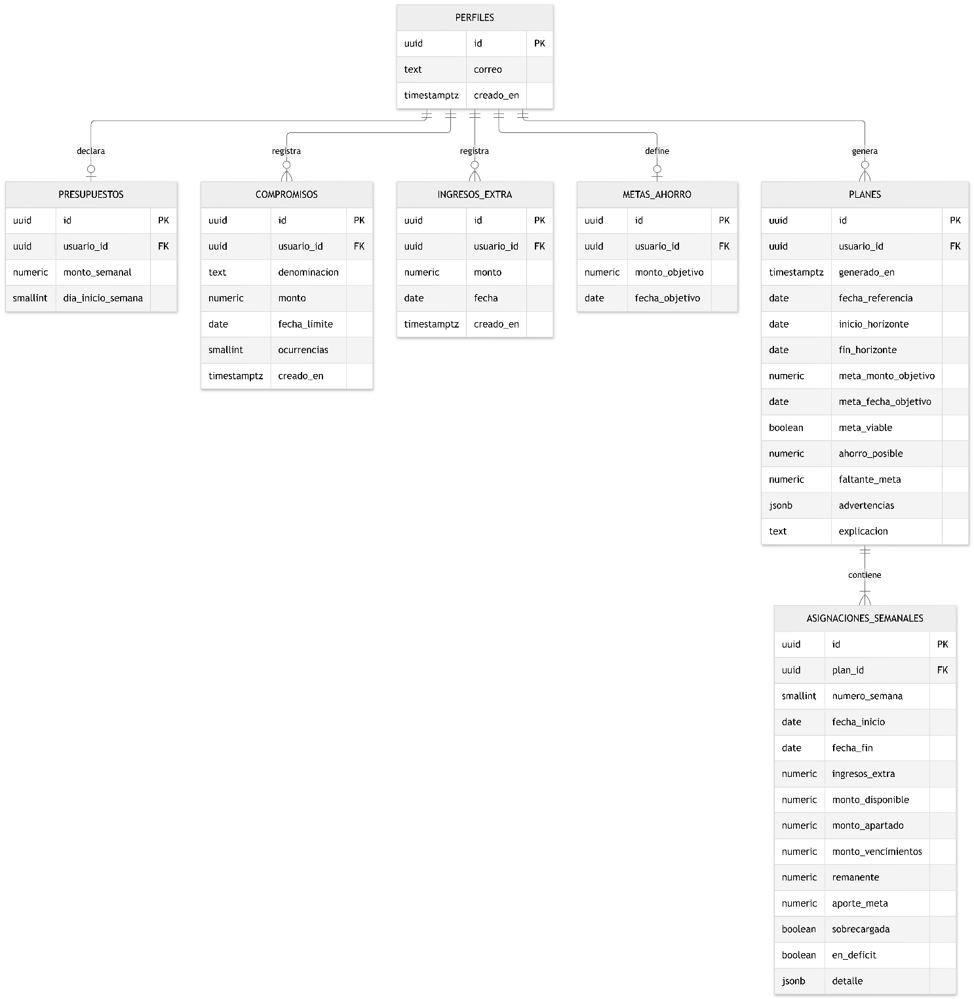 PERFILES
uuid id PK
text correo
timestamptz creado_en
declara
registra
registra
define
genera
PRESUPUESTOS
uuid id PK
uuid usuario_id FK
numeric monto_semanal
smallint dia_inicio_semana
COMPROMISOS
uuid id PK
uuid usuario_id FK
text denominacion
numeric monto
date fecha_limite
smallint ocurrencias
timestamptz creado_en
INGRESOS_EXTRA
uuid id PK
uuid usuario_id FK
numeric monto
date fecha
timestamptz creado_en
METAS_AHORRO
uuid id PK
uuid usuario_id FK
numeric monto_objetivo
date fecha_objetivo
PLANES
uuid id PK
uuid usuario_id FK
timestamptz generado_en
date fecha_referencia
date inicio_horizonte
date fin_horizonte
numeric meta_monto_objetivo
date meta_fecha_objetivo
boolean meta_viable
numeric ahorro_posible
numeric faltante_meta
jsonb advertencias
text explicacion
contiene
ASIGNACIONES_SEMANALES
uuid id PK
uuid plan_id FK
smallint numero_semana
date fecha_inicio
date fecha_fin
numeric ingresos_extra
numeric monto_disponible
numeric monto_apartado
numeric monto_vencimientos
numeric remanente
numeric aporte_meta
boolean sobrecargada
boolean en_deficit
jsonb detalle